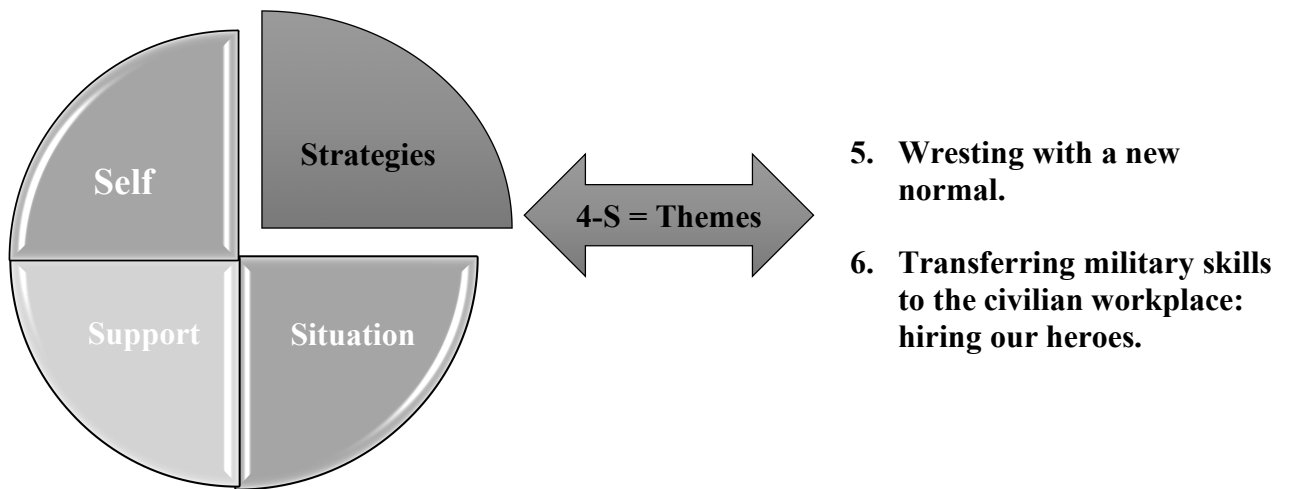 Strategies
Self
Support
Situation
4-S = Themes
5. Wresting with a new
normal.
6. Transferring military skills
to the civilian workplace:
hiring our heroes.